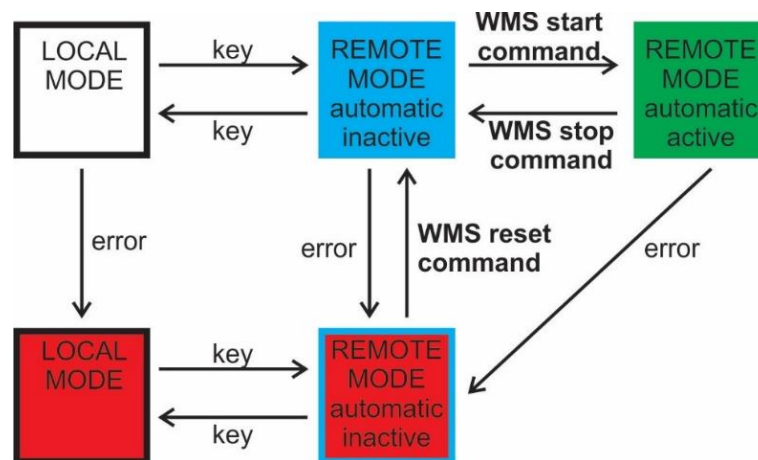 LOCAL
MODE
key
key
REMOTE
MODE
automatic
inactive
WMS start
command
WMS stop
command
REMOTE
MODE
automatic
active
error
error
WMS reset
command
error
LOCAL
MODE
key
key
REMOTE
MODE
automatic
inactive